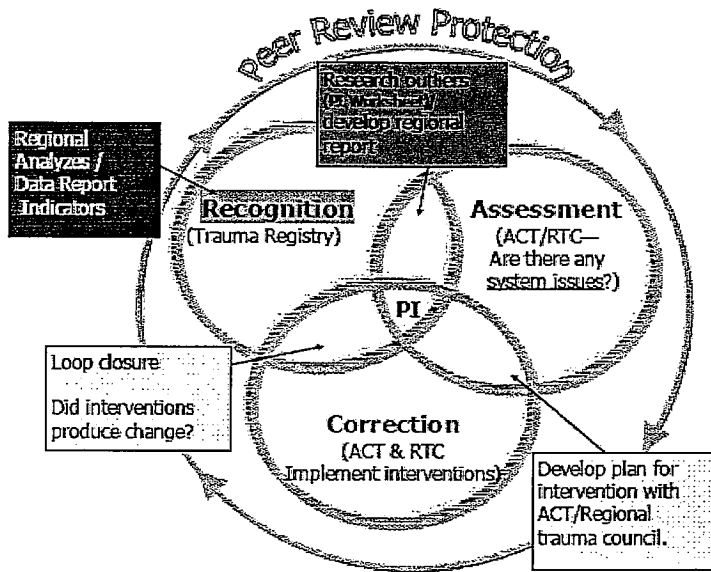 Peer Review Protection
Research outliers
(PI Worksheet)/
develop regional
report
Regional
Analyzes /
Data Report
Indicators
Recognition
(Trauma Registry)
Assessment
(ACT/RTC—
Are there any
system issues?)
PI
Loop closure
Did interventions
produce change?
Correction
(ACT & RTC
Implement interventions)
Develop plan for
intervention with
ACT/Regional
trauma council.